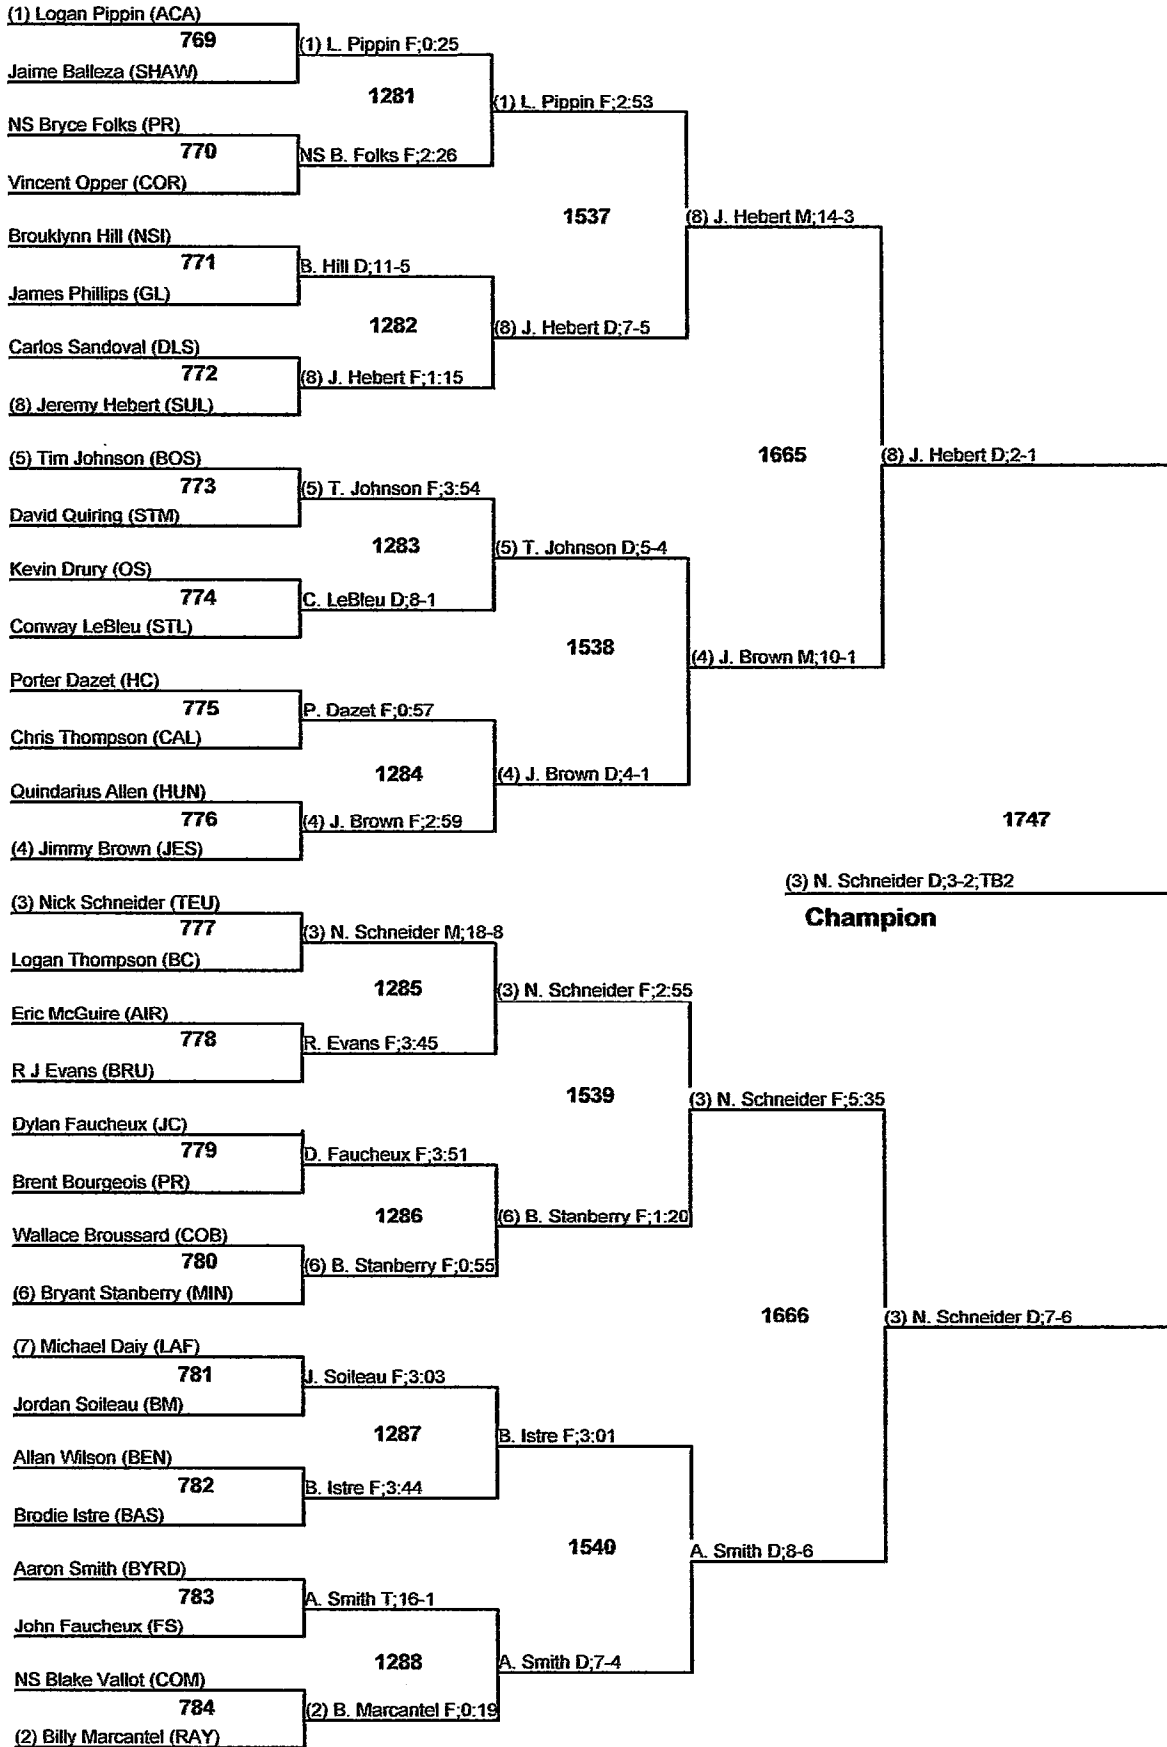 (1) Logan Pippin (ACA)
769
(1) L. Pippin F;0:25
Jaime Balleza (SHAW)
1281
(1) L. Pippin F;2:53
NS Bryce Folks (PR)
770
NS B. Folks F;2:26
Vincent Opper (COR)
1537
(8) J. Hebert M;14-3
Brouklynn Hill (NSI)
771
B. Hill D;11-5
James Phillips (GL)
1282
(8) J. Hebert D;7-5
Carlos Sandoval (DLS)
772
(8) J. Hebert F;1:15
(8) Jeremy Hebert (SUL)
1665
(8) J. Hebert D;2-1
(5) Tim Johnson (BOS)
773
(5) T. Johnson F;3:54
David Quiring (STM)
1283
(5) T. Johnson D;5-4
Kevin Drury (OS)
774
C. LeBleu D;8-1
Conway LeBleu (STL)
1538
(4) J. Brown M;10-1
Porter Dazet (HC)
775
P. Dazet F;0:57
Chris Thompson (CAL)
1284
(4) J. Brown D;4-1
Quindarius Allen (HUN)
776
(4) J. Brown F;2:59
(4) Jimmy Brown (JES)
1747
(3) N. Schneider D;3-2;TB2
Champion
(3) Nick Schneider (TEU)
777
(3) N. Schneider M;18-8
Logan Thompson (BC)
1285
(3) N. Schneider F;2:55
Eric McGuire (AIR)
778
R. Evans F;3:45
R J Evans (BRU)
1539
(3) N. Schneider F;5:35
Dylan Faucheux (JC)
779
D. Faucheux F;3:51
Brent Bourgeois (PR)
1286
(6) B. Stanberry F;1:20
Wallace Broussard (COB)
780
(6) B. Stanberry F;0:55
(6) Bryant Stanberry (MIN)
1666
(3) N. Schneider D;7-6
(7) Michael Daiy (LAF)
781
J. Soileau F;3:03
Jordan Soileau (BM)
1287
B. Istre F;3:01
Allan Wilson (BEN)
782
B. Istre F;3:44
Brodie Istre (BAS)
1540
A. Smith D;8-6
Aaron Smith (BYRD)
783
A. Smith T;16-1
John Faucheux (FS)
1288
A. Smith D;7-4
NS Blake Vallot (COM)
784
(2) B. Marcantel F;0:19
(2) Billy Marcantel (RAY)